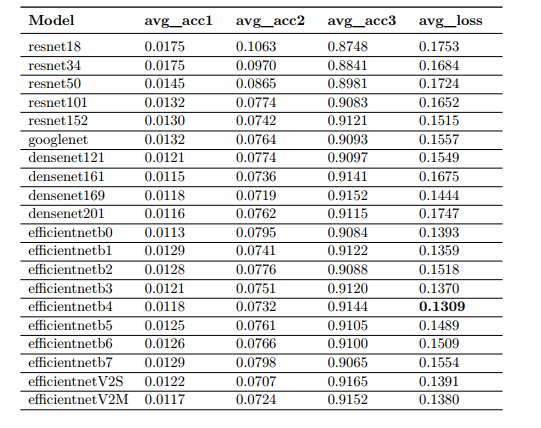 Model avg_acc1 avg_acc2 avg_acc3 avg_loss
resnet18 0.0175 0.1063 0.8748 0.1753
resnet34 0.0175 0.0970 0.8841 0.1684
resnet50 0.0145 0.0865 0.8981 0.1724
resnet101 0.0132 0.0774 0.9083 0.1652
resnet152 0.0130 0.0742 0.9121 0.1515
googlenet 0.0132 0.0764 0.9093 0.1557
densenet121 0.0121 0.0774 0.9097 0.1549
densenet161 0.0115 0.0736 0.9141 0.1675
densenet169 0.0118 0.0719 0.9152 0.1444
densenet201 0.0116 0.0762 0.9115 0.1747
efficientnetb0 0.0113 0.0795 0.9084 0.1393
efficientnetb1 0.0129 0.0741 0.9122 0.1359
efficientnetb2 0.0128 0.0776 0.9088 0.1518
efficientnetb3 0.0121 0.0751 0.9120 0.1370
efficientnetb4 0.0118 0.0732 0.9144 0.1309
efficientnetb5 0.0125 0.0761 0.9105 0.1489
efficientnetb6 0.0126 0.0766 0.9100 0.1509
efficientnetb7 0.0129 0.0798 0.9065 0.1554
efficientnetV2S 0.0122 0.0707 0.9165 0.1391
efficientnetV2M 0.0117 0.0724 0.9152 0.1380